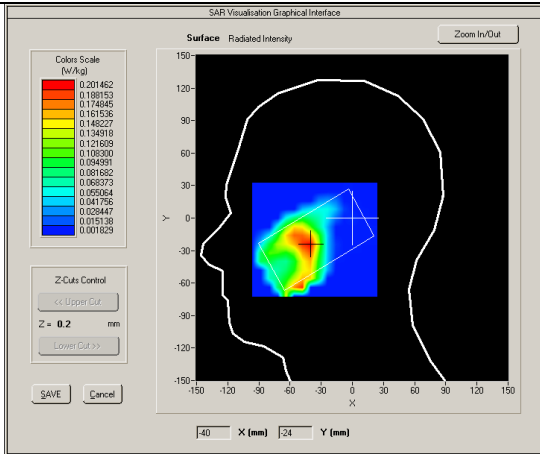 SAR Visualisation Graphical Interface
Surface Radiated Intensity
Zoom In/Out
Colors Scale
(W/kg)
0.201462
0.188153
0.174845
0.161536
0.148227
0.134918
0.121609
0.108300
0.094991
0.081682
0.068373
0.055064
0.041756
0.028447
0.015138
0.001829
Z-Cuts Control
<< Upper Cut
Z = 0.2 mm
Lower Cut >>
SAVE
Cancel
150
120
90
60
30
0
-30
-60
-90
-120
-150
Y
-150 -120 -90 -60 -30 0 30 60 90 120 150
X
-40 X (mm) -24 Y (mm)